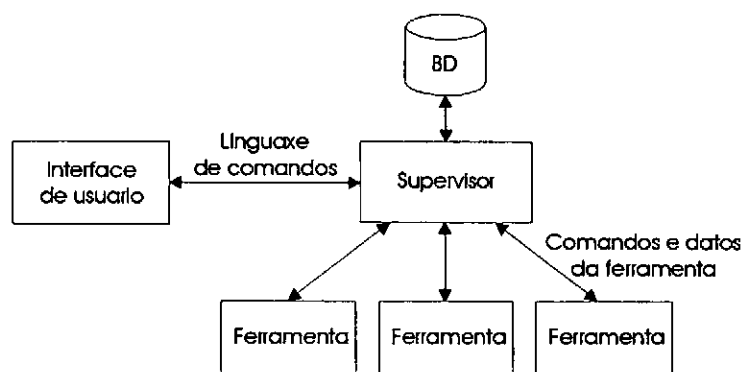 BD
Linguaxe
de comandos
Interface
de usuario
Supervisor
Comandos e datos
da ferramenta
Ferramenta
Ferramenta
Ferramenta